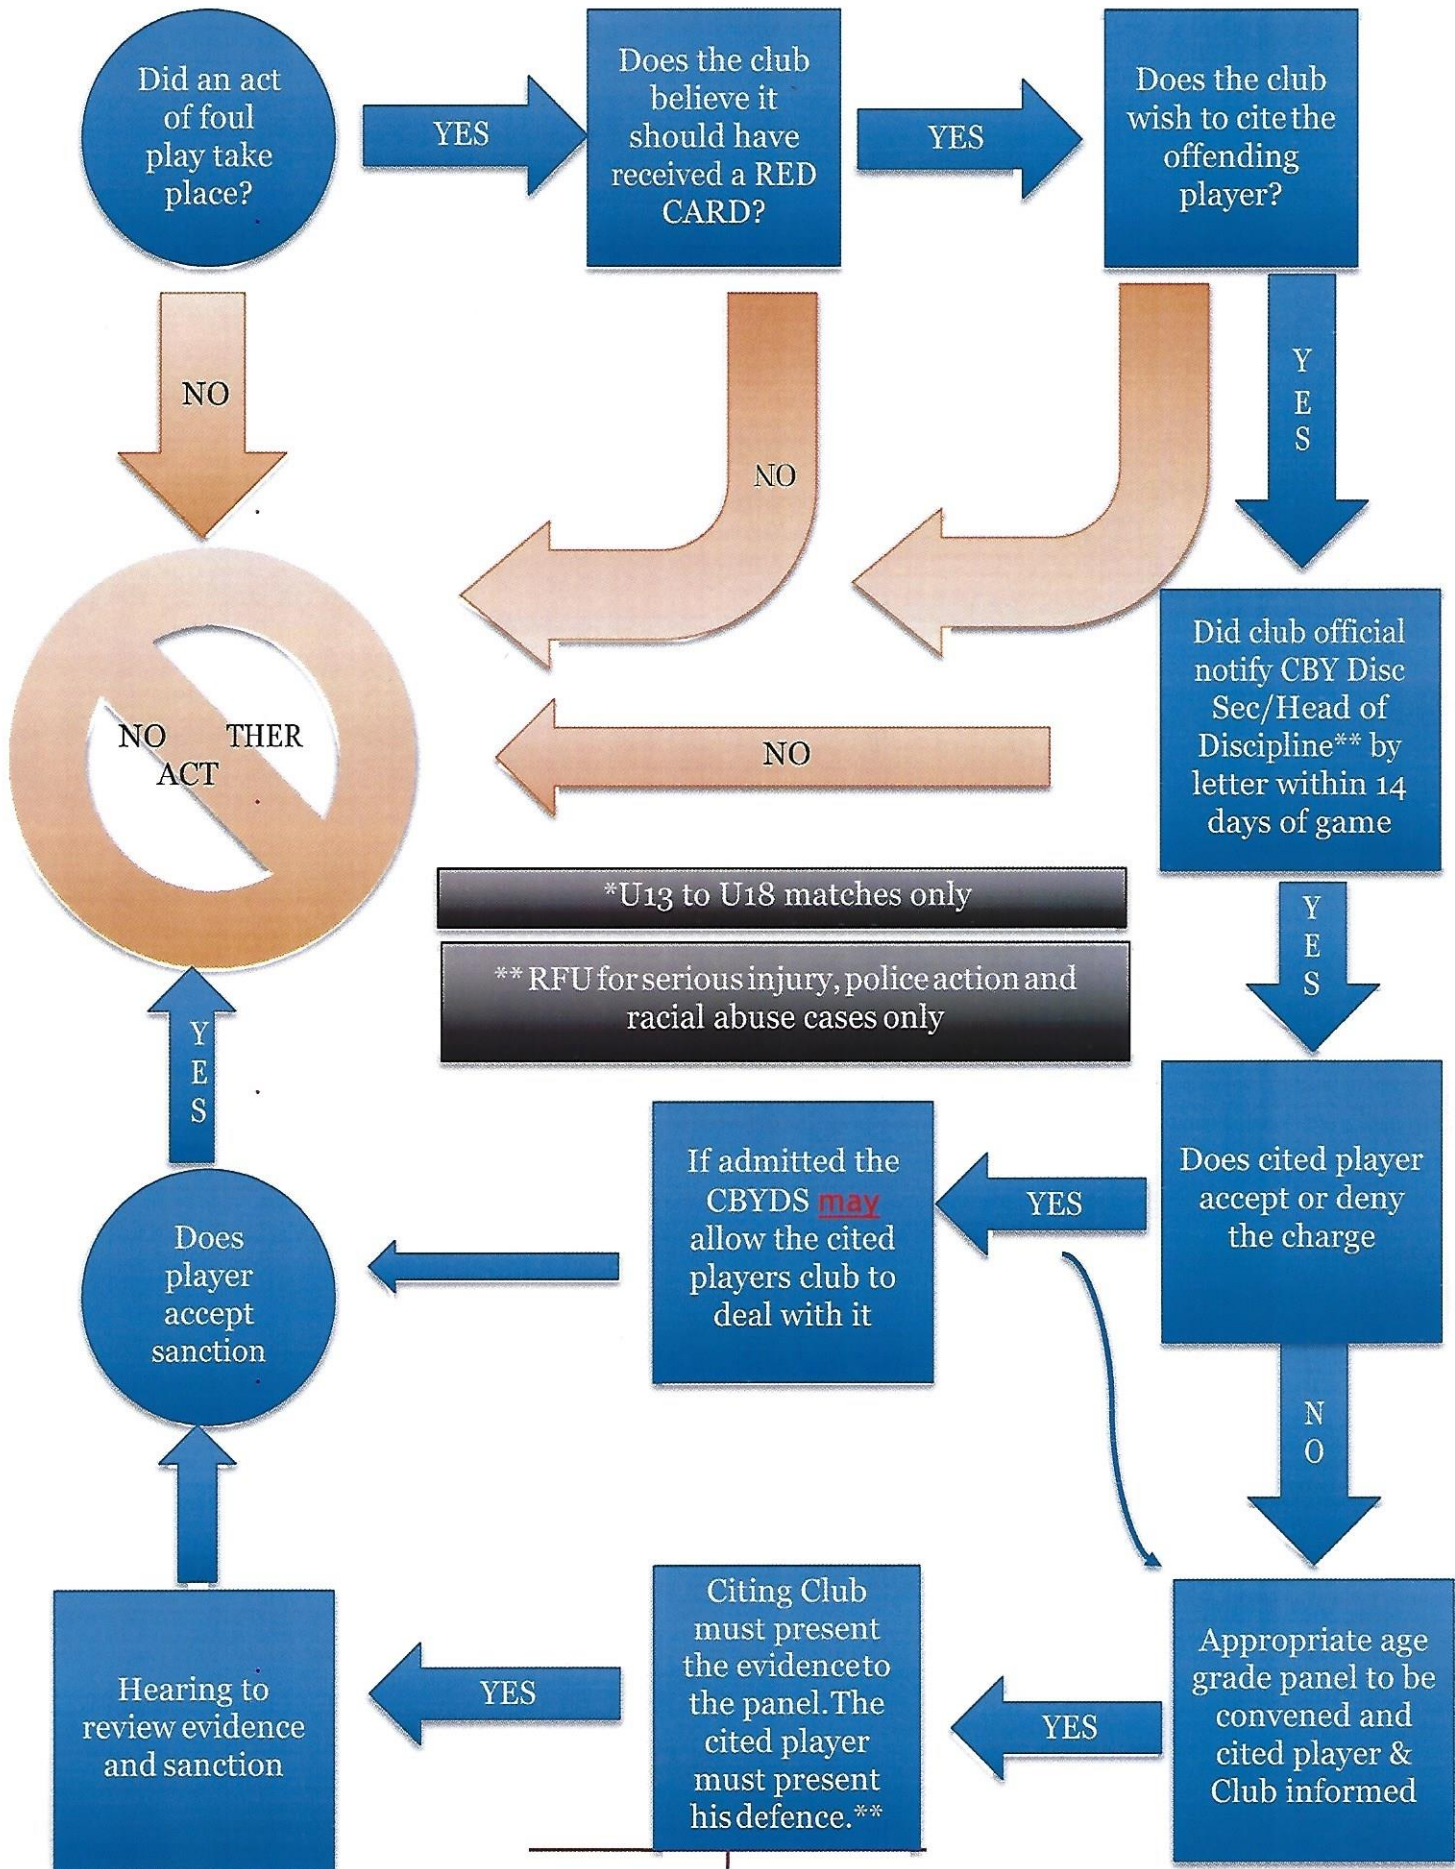 Did an act
of foul
play take
place?
YES
Does the club
believe it
should have
received a RED
CARD?
YES
Does the club
wish to cite the
offending
player?
NO
NO
Y
E
S
Did club official
notify CBY Disc
Sec/Head of
Discipline** by
letter within 14
days of game
NO THER
ACT
NO
*U13 to U18 matches only
** RFU for serious injury, police action and
racial abuse cases only
Y
E
S
Does cited player
accept or deny
the charge
YES
If admitted the
CBYDS may
allow the cited
players club to
deal with it
Y
E
S
Does
player
accept
sanction
N
O
Appropriate age
grade panel to be
convened and
cited player &
Club informed
YES
Citing Club
must present
the evidence to
the panel. The
cited player
must present
his defence.**
YES
Hearing to
review evidence
and sanction